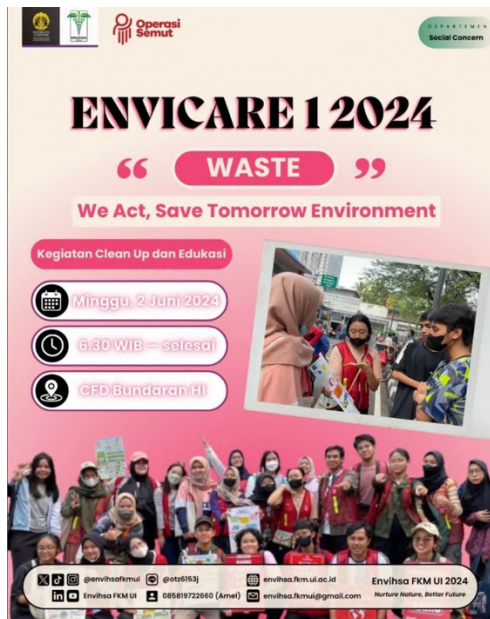 Operasi
Semut
DEPARTEMEN
Social Concern
ENVICARE 1 2024
“ WASTE ”
We Act, Save Tomorrow Environment
Kegiatan Clean Up dan Edukasi
Minggu, 2 Juni 2024
6.30 WIB – selesai
CFD Bundaran HI
@envihsafkmui
@otz6153j
envihsa.fkm.ui.ac.id
Envihsa FKM UI 2024
Envihsa FKM UI
085819722660 (Amel)
envihsa.fkmui@gmail.com
Nurture Nature, Better Future